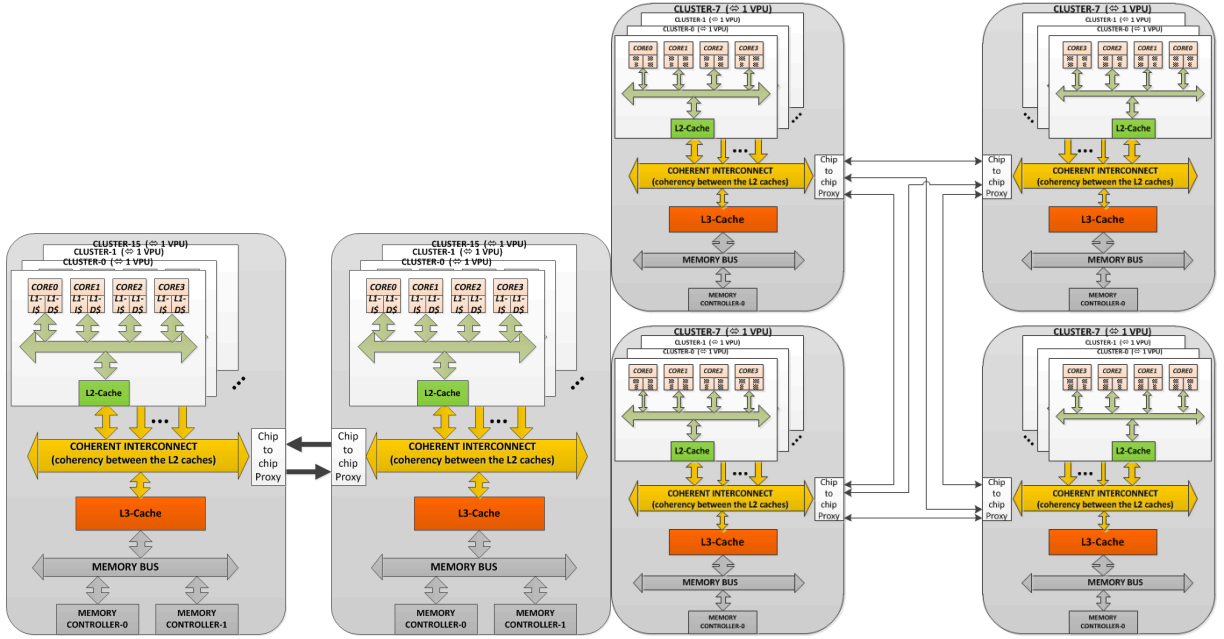 CLUSTER-15 (⇔ 1 VPU)
CLUSTER-1 (⇔ 1 VPU)
CLUSTER-0 (⇔ 1 VPU)
CORE0 CORE1 CORE2 CORE3
L1- L1- L1- L1- L1- L1- L1- L1-
I$ D$ I$ D$ I$ D$ I$ D$
L2-Cache
...
COHERENT INTERCONNECT
(coherency between the L2 caches)
Chip
to
chip
Proxy
L3-Cache
MEMORY BUS
MEMORY
CONTROLLER-0
MEMORY
CONTROLLER-1
CLUSTER-15 (⇔ 1 VPU)
CLUSTER-1 (⇔ 1 VPU)
CLUSTER-0 (⇔ 1 VPU)
CORE0 CORE1 CORE2 CORE3
L1- L1- L1- L1- L1- L1- L1- L1-
I$ D$ I$ D$ I$ D$ I$ D$
L2-Cache
...
Chip
to
chip
Proxy
COHERENT INTERCONNECT
(coherency between the L2 caches)
L3-Cache
MEMORY BUS
MEMORY
CONTROLLER-0
MEMORY
CONTROLLER-1
CLUSTER-7 (⇔ 1 VPU)
CLUSTER-1 (⇔ 1 VPU)
CLUSTER-0 (⇔ 1 VPU)
CORE0 CORE1 CORE2 CORE3
L2-Cache
...
COHERENT INTERCONNECT
(coherency between the L2 caches)
Chip
to
chip
Proxy
L3-Cache
MEMORY BUS
MEMORY
CONTROLLER-0
CLUSTER-7 (⇔ 1 VPU)
CLUSTER-1 (⇔ 1 VPU)
CLUSTER-0 (⇔ 1 VPU)
CORE3 CORE2 CORE1 CORE0
L2-Cache
...
Chip
to
chip
Proxy
COHERENT INTERCONNECT
(coherency between the L2 caches)
L3-Cache
MEMORY BUS
MEMORY
CONTROLLER-0
CLUSTER-7 (⇔ 1 VPU)
CLUSTER-1 (⇔ 1 VPU)
CLUSTER-0 (⇔ 1 VPU)
CORE0 CORE1 CORE2 CORE3
L2-Cache
...
COHERENT INTERCONNECT
(coherency between the L2 caches)
Chip
to
chip
Proxy
L3-Cache
MEMORY BUS
MEMORY
CONTROLLER-0
CLUSTER-7 (⇔ 1 VPU)
CLUSTER-1 (⇔ 1 VPU)
CLUSTER-0 (⇔ 1 VPU)
CORE3 CORE2 CORE1 CORE0
L2-Cache
...
Chip
to
chip
Proxy
COHERENT INTERCONNECT
(coherency between the L2 caches)
L3-Cache
MEMORY BUS
MEMORY
CONTROLLER-0